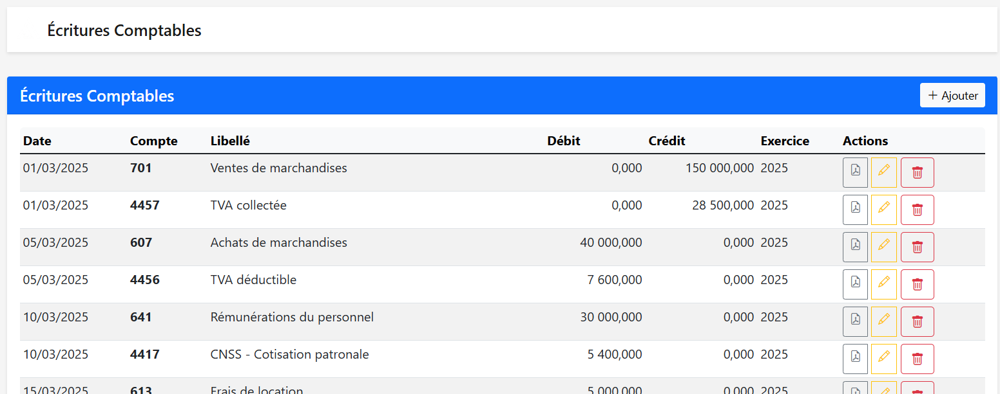 Écritures Comptables
Écritures Comptables
+ Ajouter
Date Compte Libellé Débit Crédit Exercice Actions
01/03/2025 701 Ventes de marchandises 0,000 150 000,000 2025
01/03/2025 4457 TVA collectée 0,000 28 500,000 2025
05/03/2025 607 Achats de marchandises 40 000,000 0,000 2025
05/03/2025 4456 TVA déductible 7 600,000 0,000 2025
10/03/2025 641 Rémunérations du personnel 30 000,000 0,000 2025
10/03/2025 4417 CNSS - Cotisation patronale 5 400,000 0,000 2025
15/03/2025 613 Frais de location 5 000,000 0,000 2025